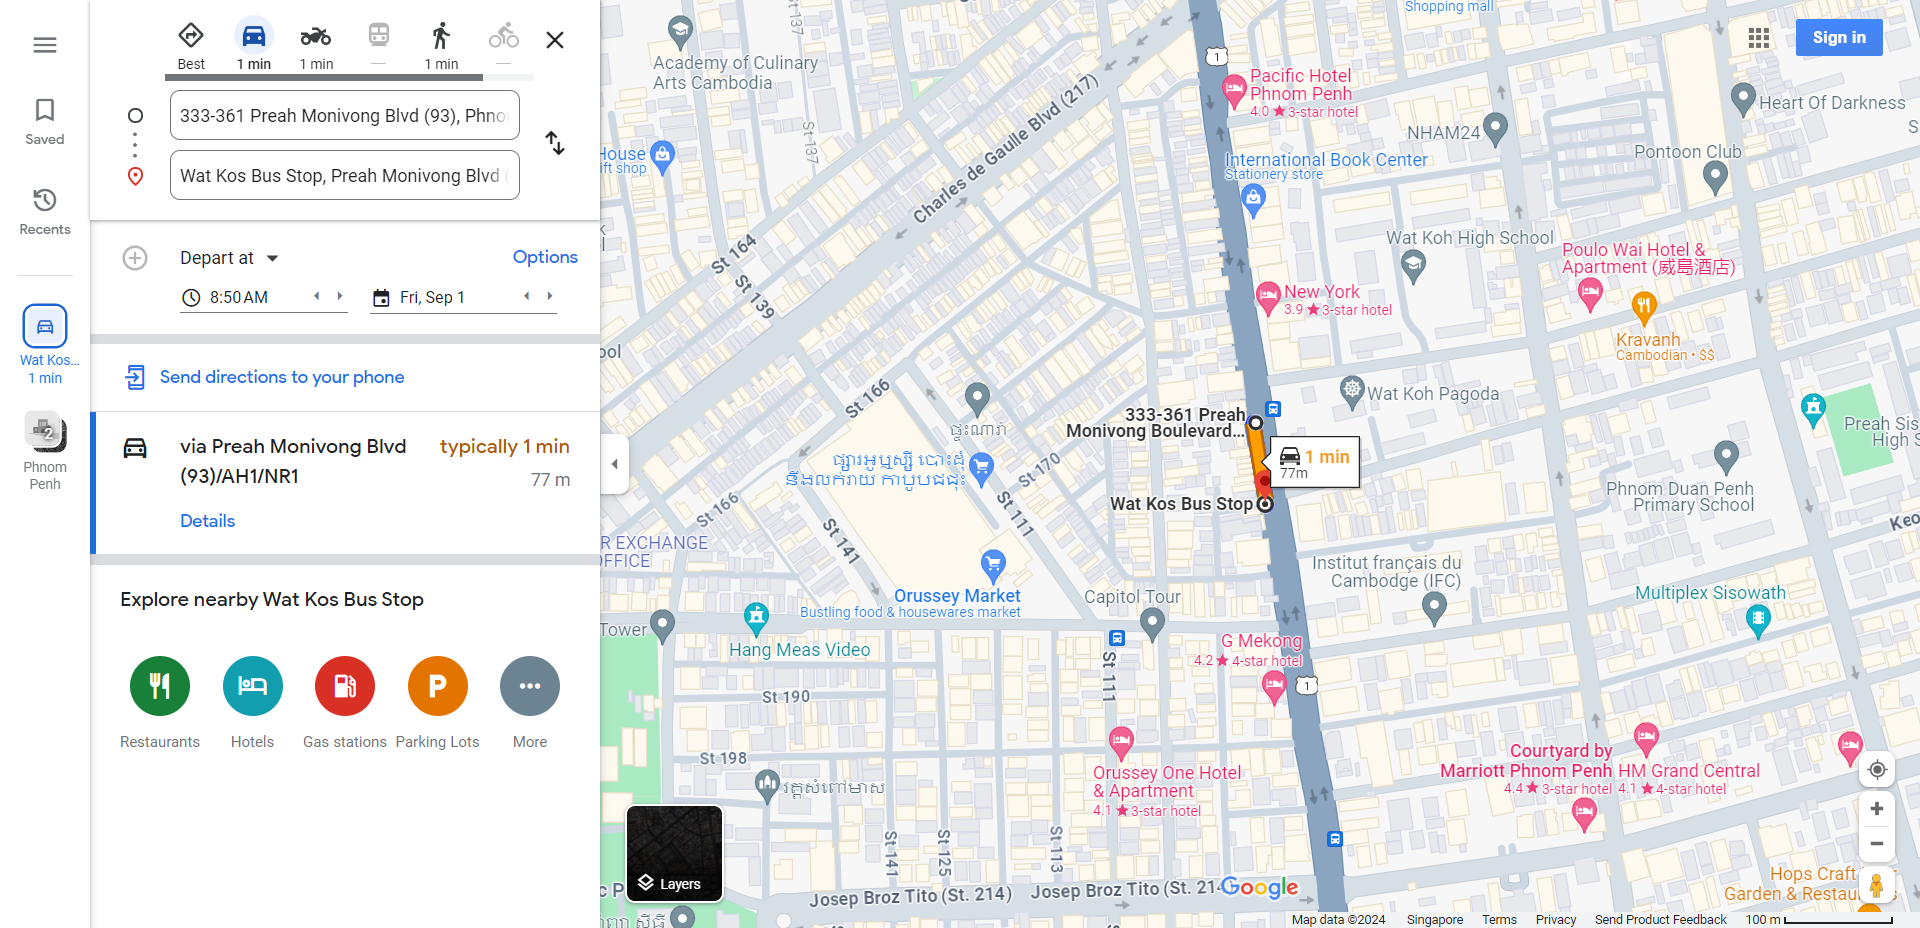 Best
1 min
1 min
—
1 min
—
333-361 Preah Monivong Blvd (93), Phno
Wat Kos Bus Stop, Preah Monivong Blvd (
Saved
Recents
Wat Kos...
1 min
2
Phnom
Penh
Depart at
Options
8:50 AM
Fri, Sep 1
Send directions to your phone
via Preah Monivong Blvd
(93)/AH1/NR1
typically 1 min
77 m
Details
Explore nearby Wat Kos Bus Stop
Restaurants
Hotels
Gas stations
P
Parking Lots
More
Layers
Sign in
Shopping mall
St 137
St 137
1
Academy of Culinary
Arts Cambodia
Pacific Hotel
Phnom Penh
4.0 ★ 3-star hotel
Heart Of Darkness
S
NHAM24
Pontoon Club
House
ift shop
Charles de Gaulle Blvd (217)
International Book Center
Stationery store
Wat Koh High School
Poulo Wai Hotel &
Apartment (威島酒店)
St 164
St 139
New York
3.9 ★ 3-star hotel
Kravanh
Cambodian • $$
ool
St 166
Wat Koh Pagoda
333-361 Preah
Monivong Boulevard...
1 min
77m
Wat Kos Bus Stop
Preah Sis
High S
ផ្ទះណារ៉ា
ផ្សារអូឬស្សី បោះដុំ
និងលក់រាយ កាបូបជជុះ
St 170
St 166
St 111
St 141
Phnom Duan Penh
Primary School
Keo
R EXCHANGE
OFFICE
Institut français du
Cambodge (IFC)
Orussey Market
Bustling food & housewares market
Capitol Tour
Multiplex Sisowath
Tower
Hang Meas Video
G Mekong
4.2 ★ 4-star hotel
1
St 111
St 190
St 198
វត្តសំពៅមាស
Orussey One Hotel
& Apartment
4.1 ★ 3-star hotel
Courtyard by
Marriott Phnom Penh
4.4 ★ 3-star hotel
HM Grand Central
4.1 ★ 4-star hotel
St 141
St 125
St 113
c P
Josep Broz Tito (St. 214)
Josep Broz Tito (St. 214
Google
Hops Craft
Garden & Restau
Map data ©2024
Singapore
Terms
Privacy
Send Product Feedback
100 m